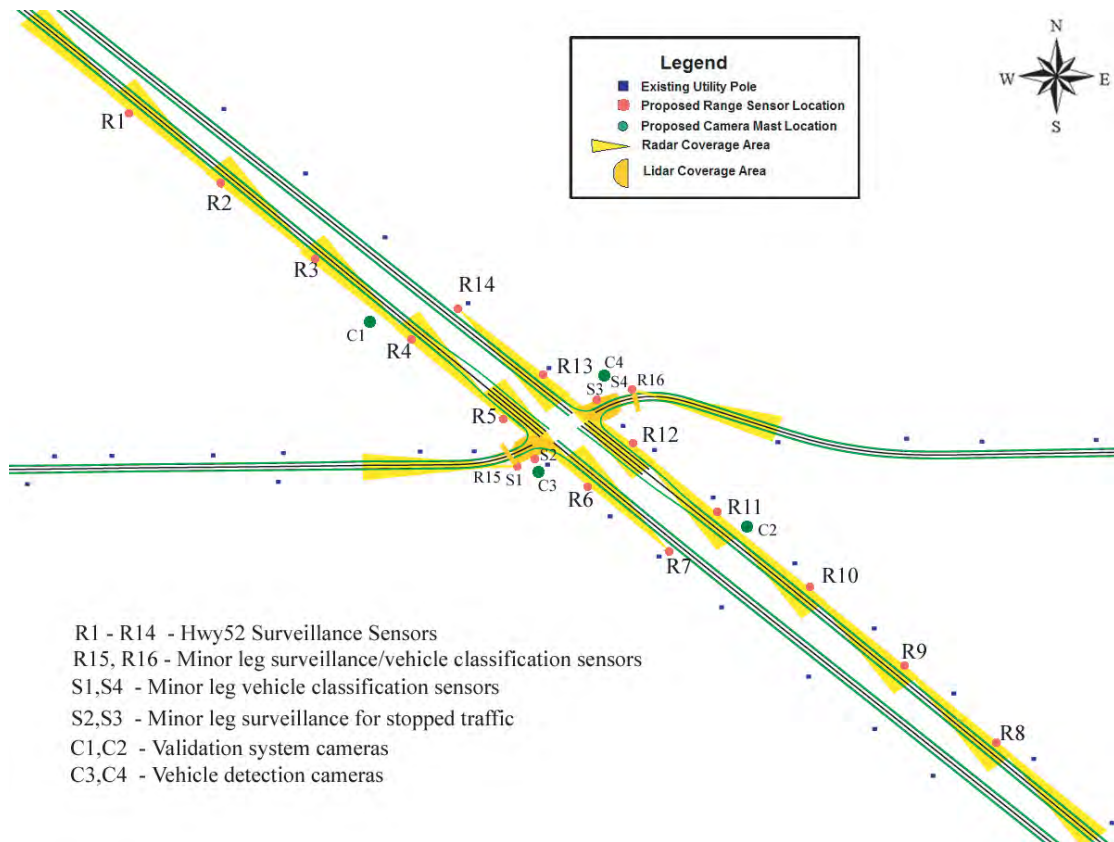 N
W E
S
Legend
Existing Utility Pole
Proposed Range Sensor Location
Proposed Camera Mast Location
Radar Coverage Area
Lidar Coverage Area
R1
R2
R3
R14
C1
R4
R13
C4
S4
R16
S3
R5
R12
S2
R15
S1
C3
R6
R11
C2
R7
R10
R9
R8
R1 - R14 - Hwy52 Surveillance Sensors
R15, R16 - Minor leg surveillance/vehicle classification sensors
S1,S4 - Minor leg vehicle classification sensors
S2,S3 - Minor leg surveillance for stopped traffic
C1,C2 - Validation system cameras
C3,C4 - Vehicle detection cameras